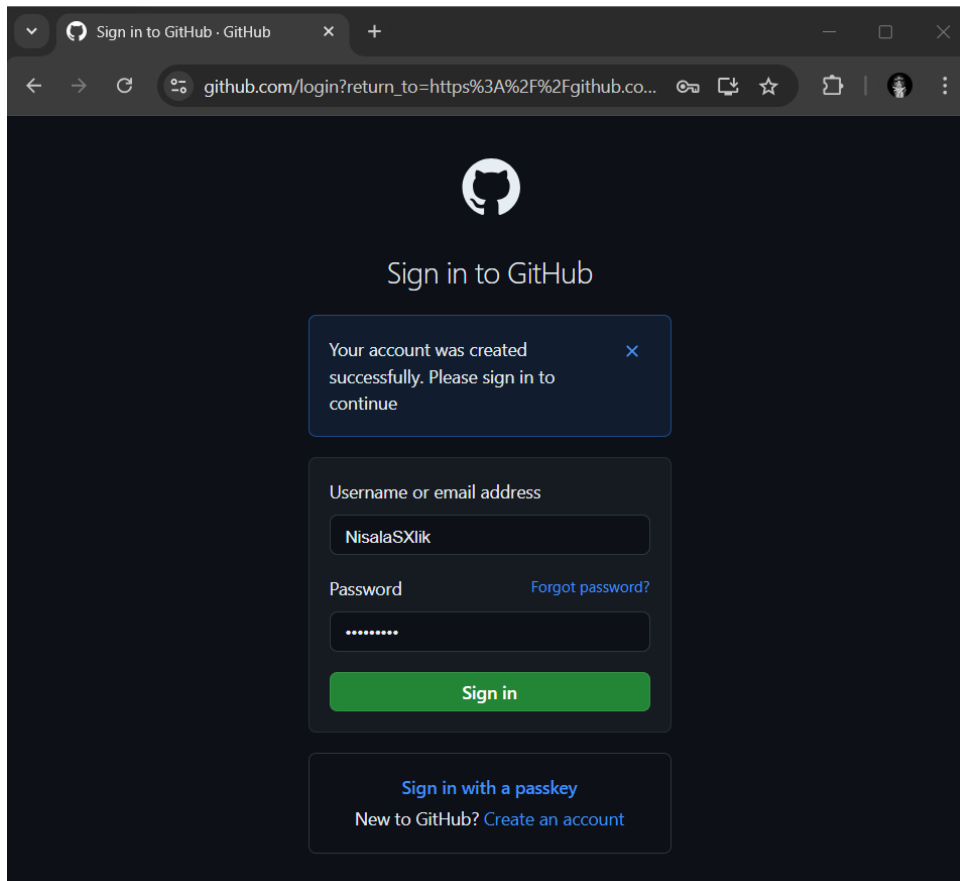 Sign in to GitHub · GitHub
github.com/login?return_to=https%3A%2F%2Fgithub.co...
Sign in to GitHub
Your account was created
successfully. Please sign in to
continue
Username or email address
NisalaSXlik
Password Forgot password?
•••••••••
Sign in
Sign in with a passkey
New to GitHub? Create an account